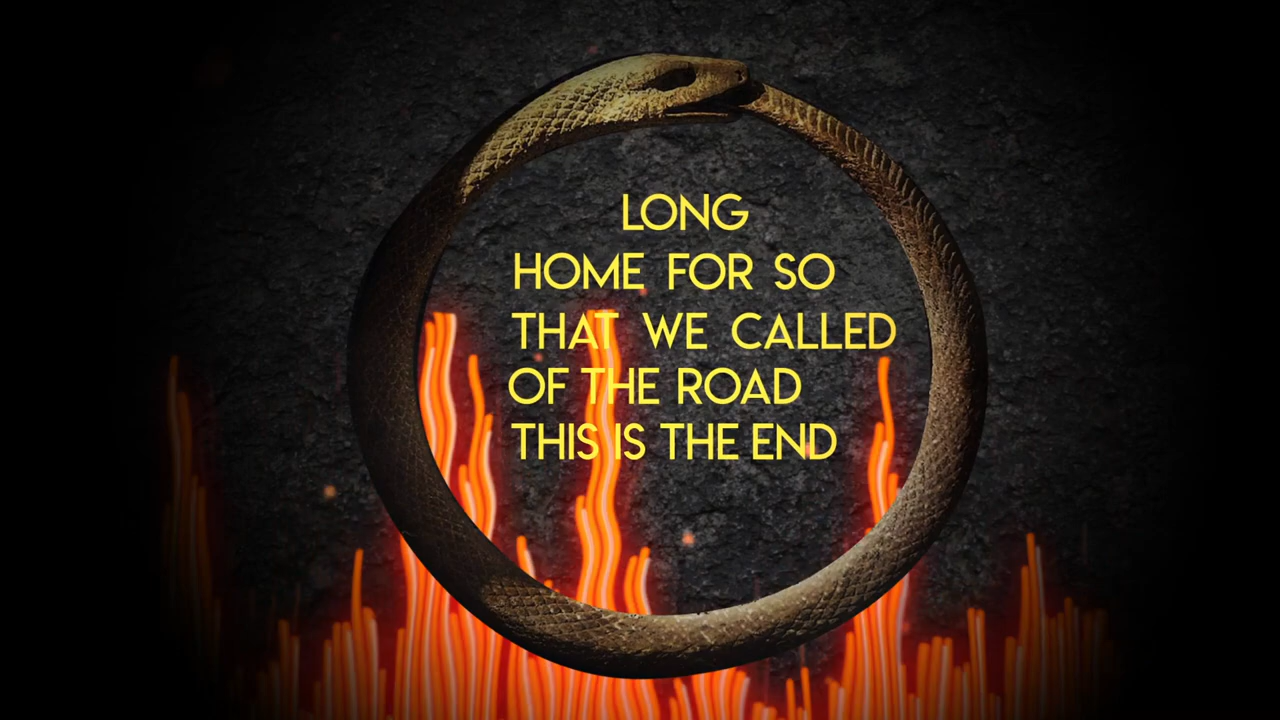 LONG
HOME FOR SO
THAT WE CALLED
OF THE ROAD
THIS IS THE END